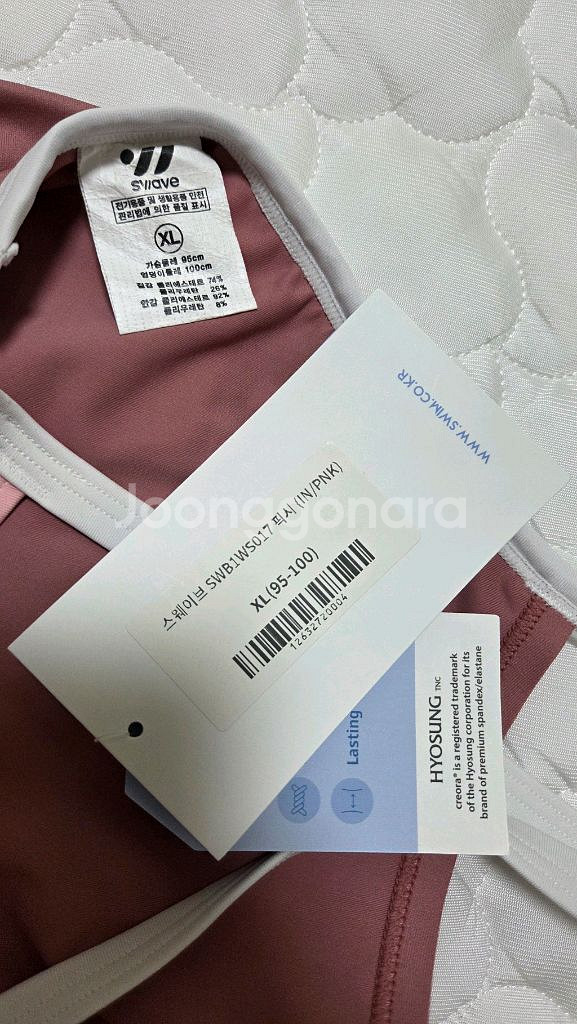 swave
전기용품 및 생활용품 안전
관리법에 의한 품질 표시
XL
가슴둘레 95cm
엉덩이둘레 100cm
겉감 폴리에스테르 74%
폴리우레탄 26%
안감 폴리에스테르 92%
폴리우레탄 8%
WWW.SWIM.CO.KR
Joongonara
스웨이브 SWB1WS017 픽시 (IN/PNK)
XL(95-100)
12632720004
Lasting
HYOSUNG TNC
creora® is a registered trademark
of the Hyosung corporation for its
brand of premium spandex/elastane